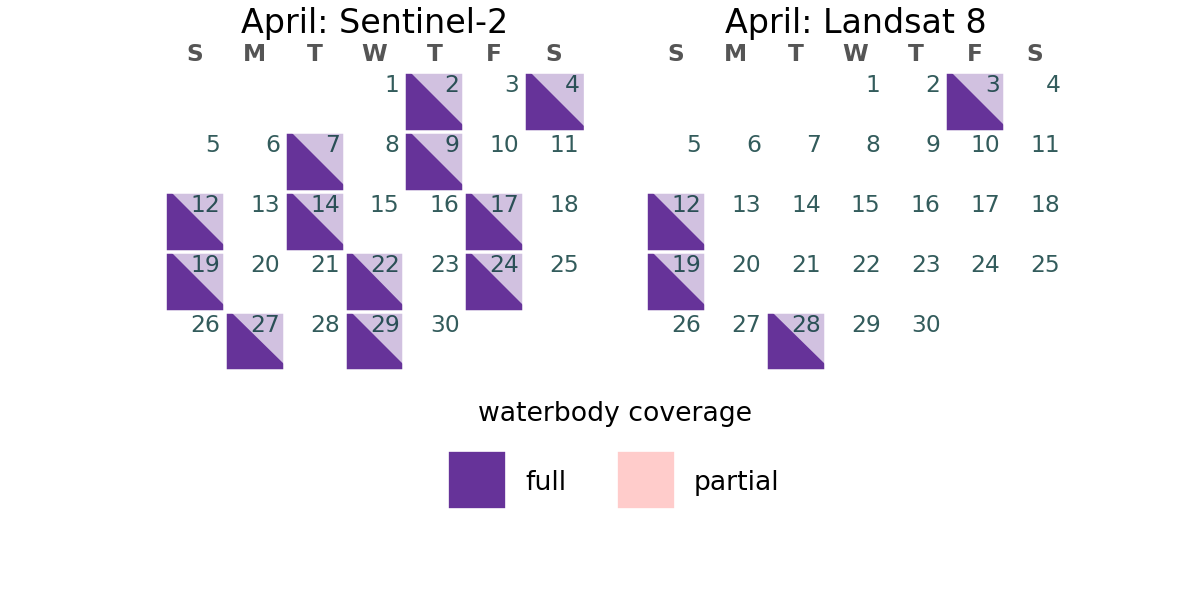 April: Sentinel-2
S M T W T F S
1 2 3 4
5 6 7 8 9 10 11
12 13 14 15 16 17 18
19 20 21 22 23 24 25
26 27 28 29 30
April: Landsat 8
S M T W T F S
1 2 3 4
5 6 7 8 9 10 11
12 13 14 15 16 17 18
19 20 21 22 23 24 25
26 27 28 29 30
waterbody coverage
full partial